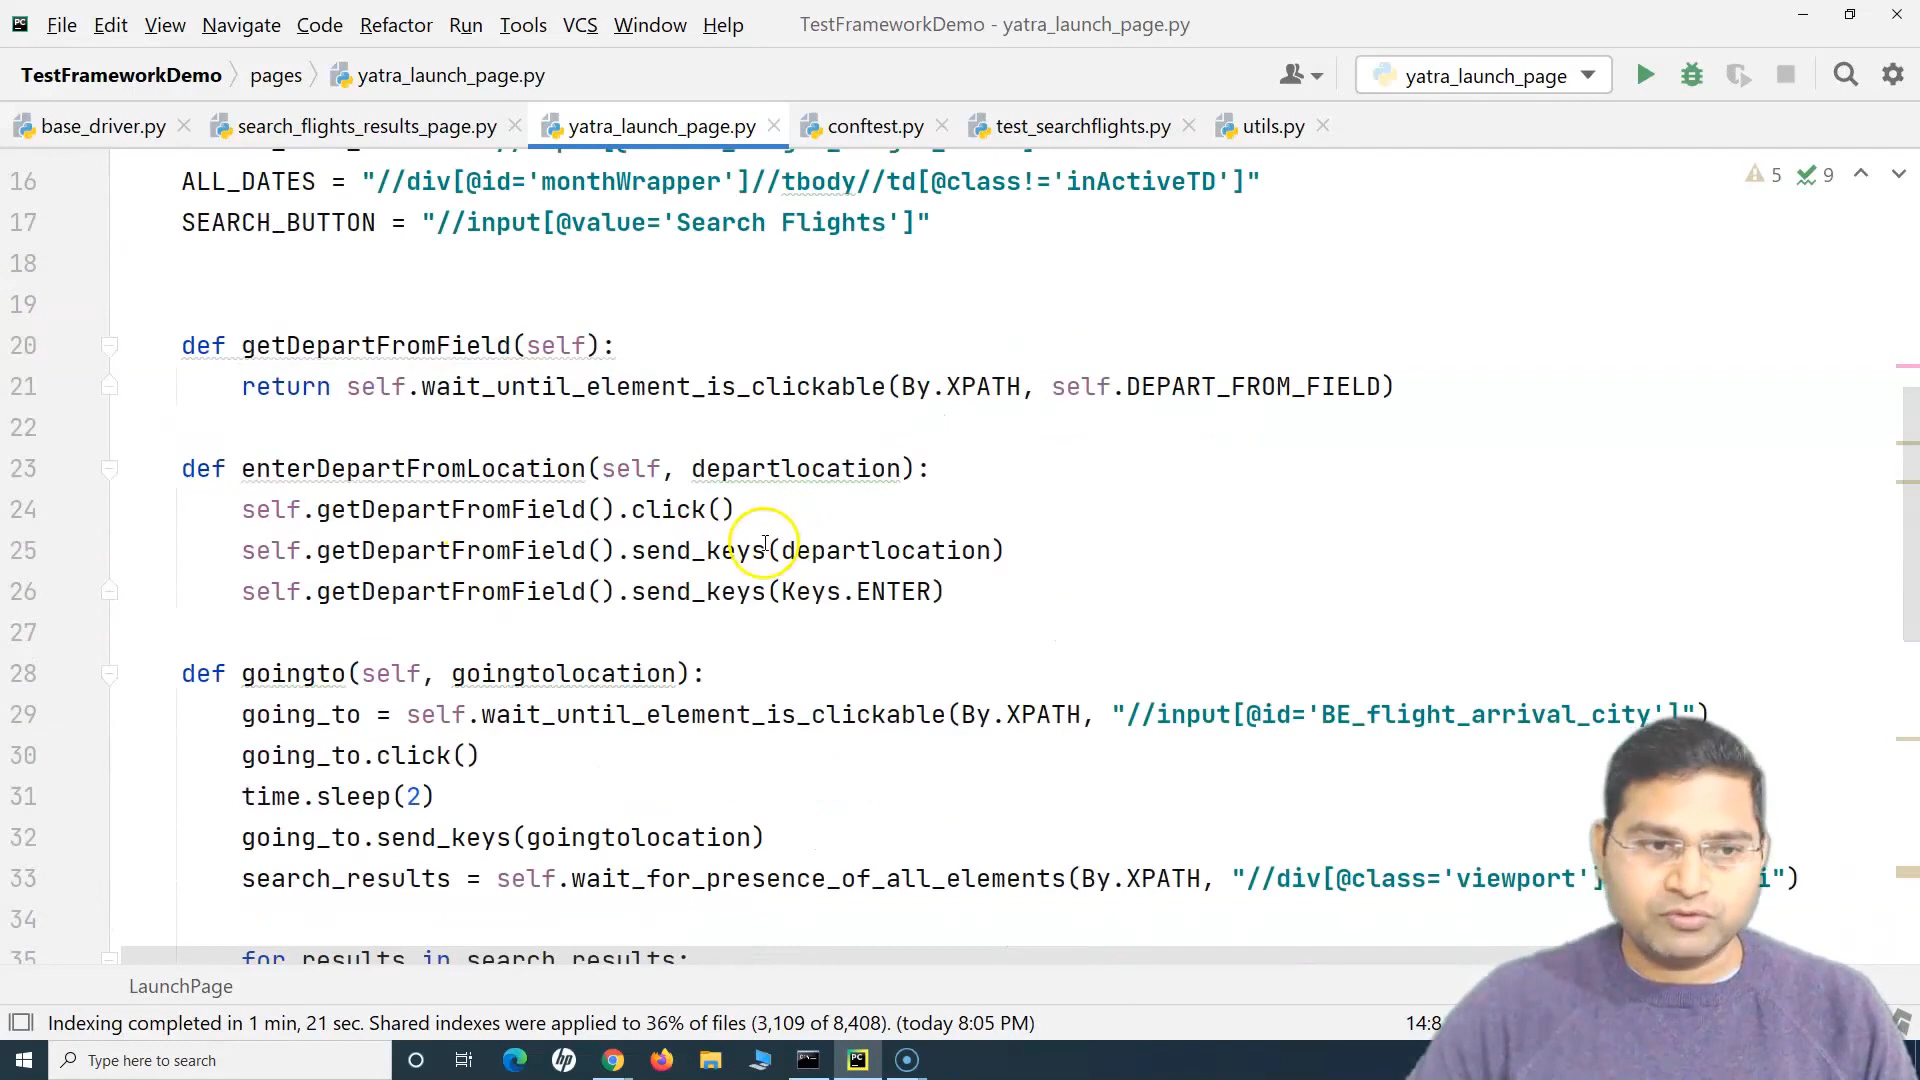 File Edit View Navigate Code Refactor Run Tools VCS Window Help TestFrameworkDemo - yatra_launch_page.py
TestFrameworkDemo pages yatra_launch_page.py yatra_launch_page
base_driver.py search_flights_results_page.py yatra_launch_page.py conftest.py test_searchflights.py utils.py
16 ALL_DATES = "//div[@id='monthWrapper']//tbody//td[@class!='inActiveTD']" 5 9
17 SEARCH_BUTTON = "//input[@value='Search Flights']"
18
19
20 def getDepartFromField(self):
21 return self.wait_until_element_is_clickable(By.XPATH, self.DEPART_FROM_FIELD)
22
23 def enterDepartFromLocation(self, departlocation):
24 self.getDepartFromField().click()
25 self.getDepartFromField().send_keys(departlocation)
26 self.getDepartFromField().send_keys(Keys.ENTER)
27
28 def goingto(self, goingtolocation):
29 going_to = self.wait_until_element_is_clickable(By.XPATH, "//input[@id='BE_flight_arrival_city']")
30 going_to.click()
31 time.sleep(2)
32 going_to.send_keys(goingtolocation)
33 search_results = self.wait_for_presence_of_all_elements(By.XPATH, "//div[@class='viewport']
34
35 for results in search_results:
LaunchPage
Indexing completed in 1 min, 21 sec. Shared indexes were applied to 36% of files (3,109 of 8,408). (today 8:05 PM) 14:8
Type here to search